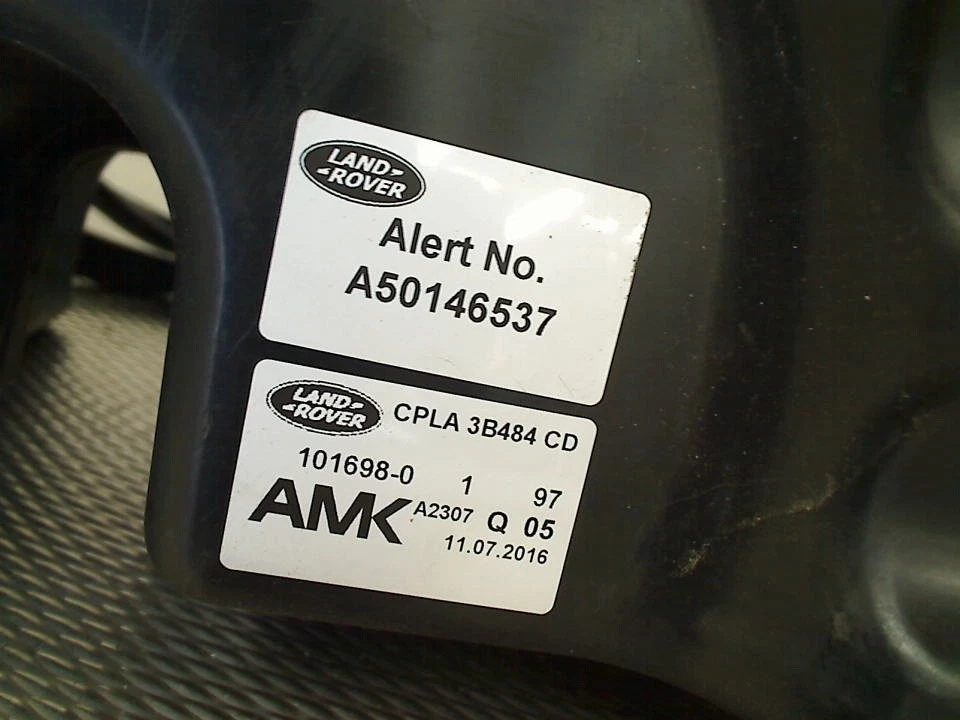 LAND
ROVER
Alert No.
A50146537
LAND
ROVER
CPLA 3B484 CD
101698-0 1 97
AMK A2307 Q 05
11.07.2016